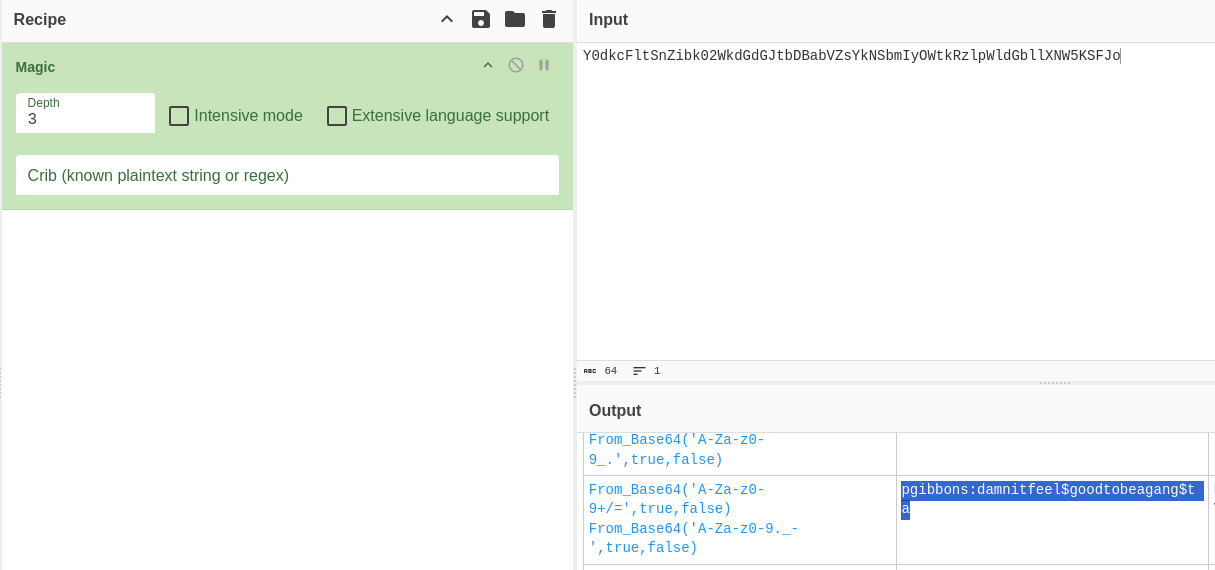 Recipe
Input
Magic
Depth
3
Intensive mode
Extensive language support
Crib (known plaintext string or regex)
Y0dkcFltSnZibk02WkdGdGJtbDBabVZsYkNSbmIyOWtkRzlpWldGbllXNW5KSFJo
ABC 64 1
Output
From_Base64('A-Za-z0-
9_.',true,false)
From_Base64('A-Za-z0-
9+/=',true,false)
From_Base64('A-Za-z0-9._-
',true,false)
pgibbons:damnitfeel$goodtobeagang$t
a